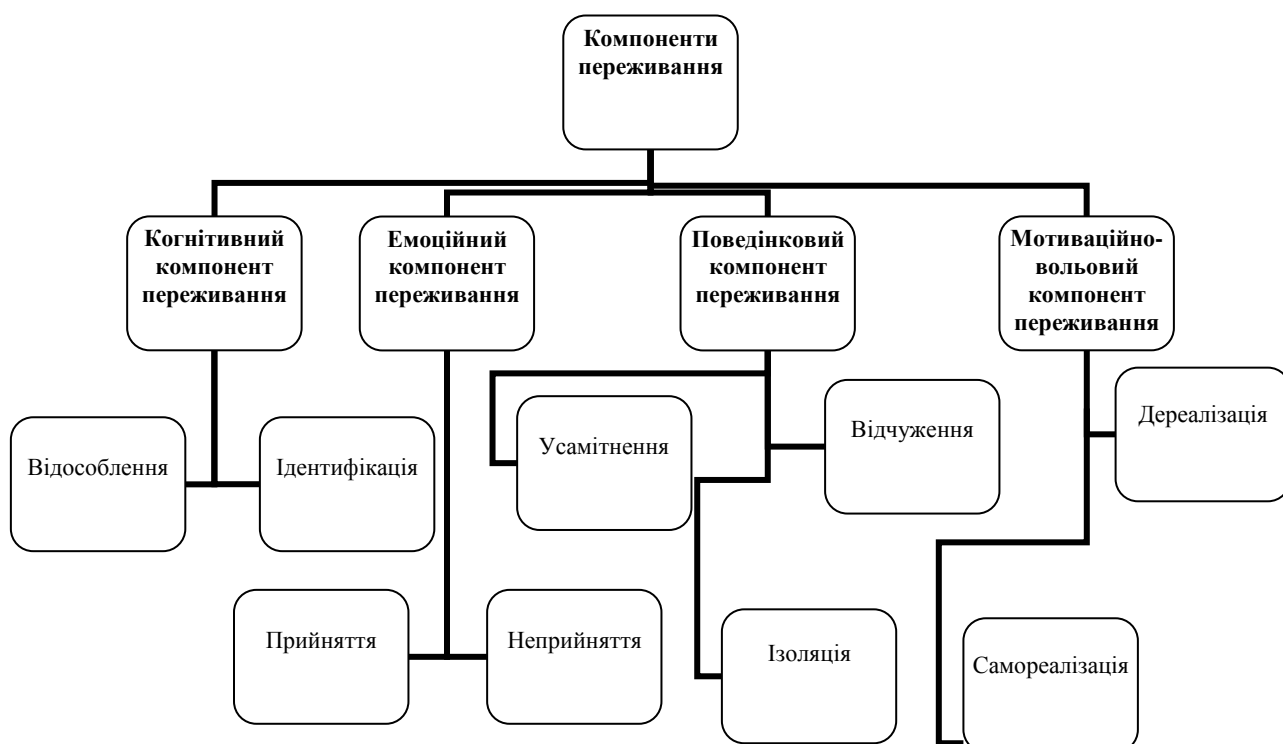 Компоненти
переживання
Когнітивний
компонент
переживання
Емоційний
компонент
переживання
Поведінковий
компонент
переживання
Мотиваційно-
вольовий
компонент
переживання
Відособлення
Ідентифікація
Усамітнення
Відчуження
Дереалізація
Прийняття
Неприйняття
Ізоляція
Самореалізація